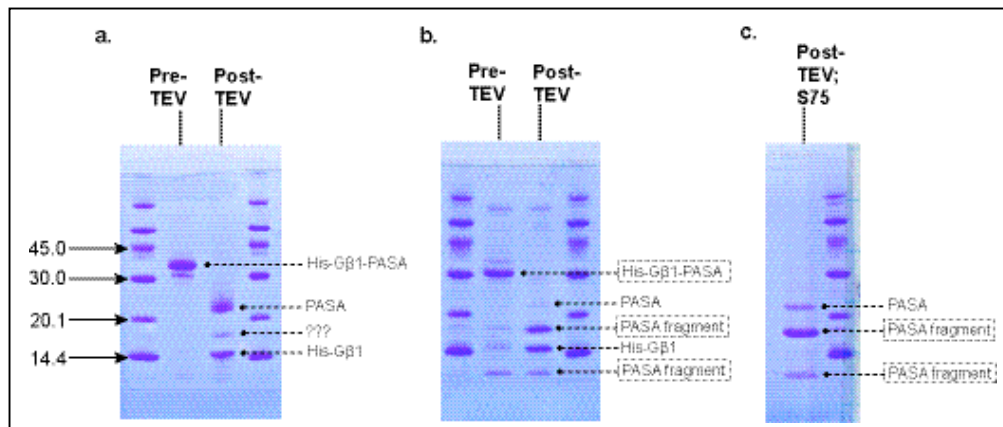 a.
Pre-
TEV
Post-
TEV
45.0
30.0
20.1
14.4
His-Gβ1-PASA
PASA
???
His-Gβ1
b.
Pre-
TEV
Post-
TEV
His-Gβ1-PASA
PASA
PASA fragment
His-Gβ1
PASA fragment
c.
Post-
TEV;
S75
PASA
PASA fragment
PASA fragment